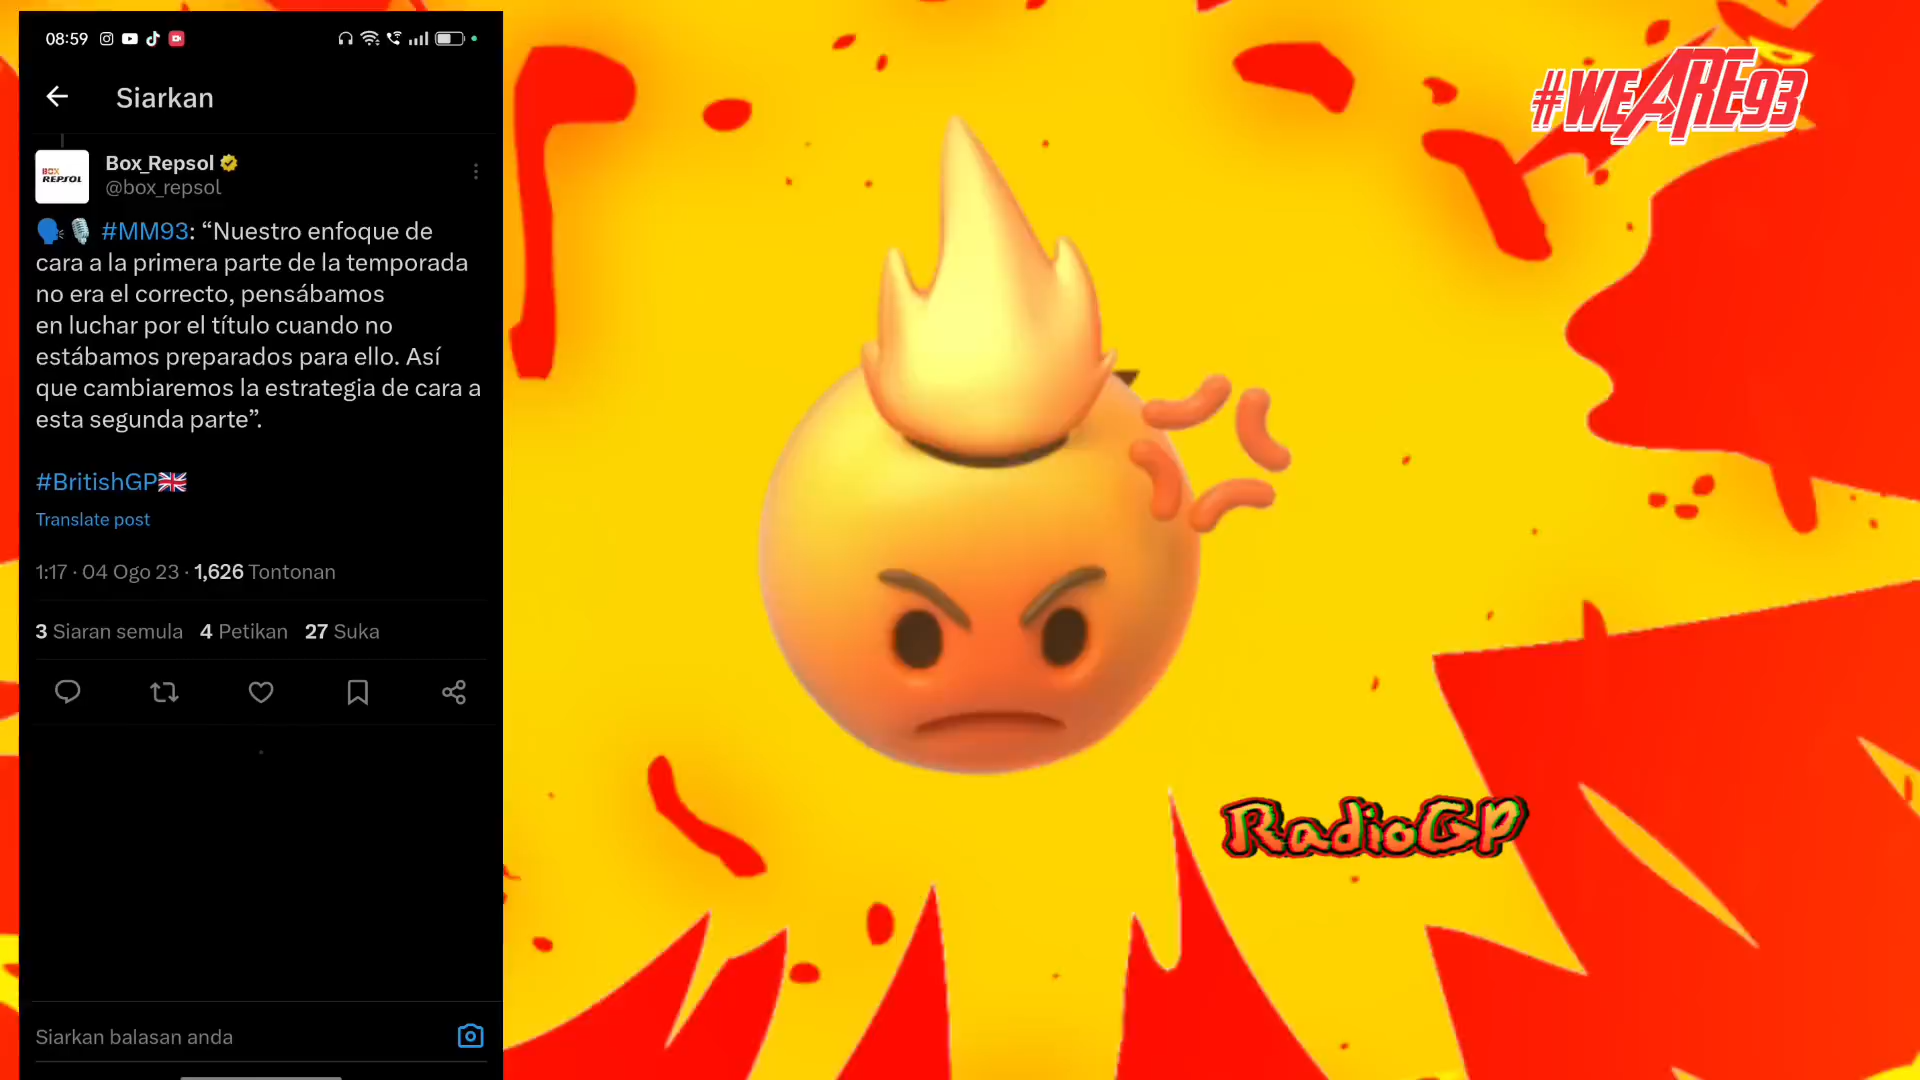 08:59
Siarkan
BOX
REPSOL
Box_Repsol
@box_repsol
#MM93: “Nuestro enfoque de
cara a la primera parte de la temporada
no era el correcto, pensábamos
en luchar por el título cuando no
estábamos preparados para ello. Así
que cambiaremos la estrategia de cara a
esta segunda parte”.
#BritishGP
Translate post
1:17 · 04 Ogo 23 · 1,626 Tontonan
3 Siaran semula 4 Petikan 27 Suka
Siarkan balasan anda
#WEARE93
RadioGP